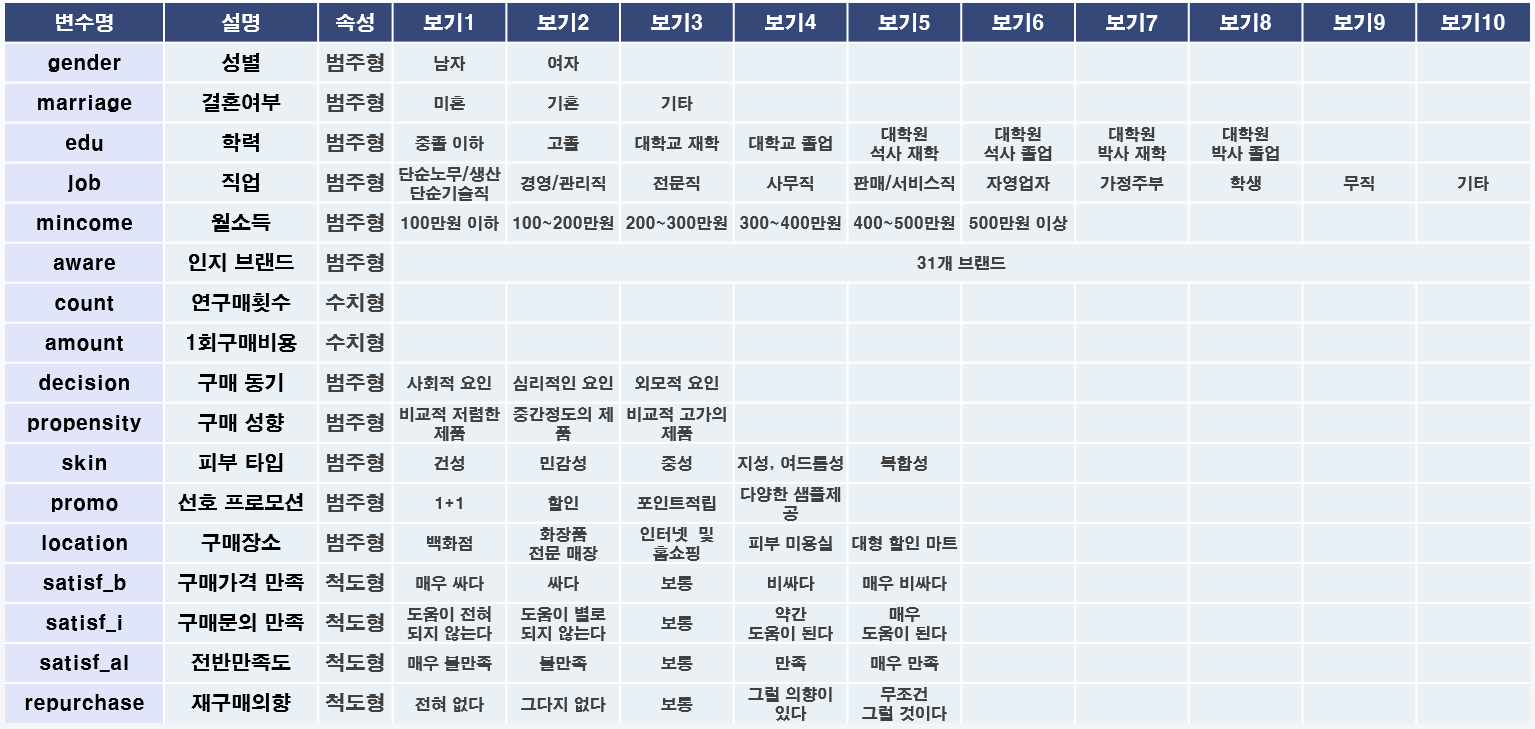 변수명 설명 속성 보기1 보기2 보기3 보기4 보기5 보기6 보기7 보기8 보기9 보기10
gender 성별 범주형 남자 여자
marriage 결혼여부 범주형 미혼 기혼 기타
edu 학력 범주형 중졸 이하 고졸 대학교 재학 대학교 졸업 대학원 석사 재학 대학원 석사 졸업 대학원 박사 재학 대학원 박사 졸업
job 직업 범주형 단순노무/생산 단순기술직 경영/관리직 전문직 사무직 판매/서비스직 자영업자 가정주부 학생 무직 기타
mincome 월소득 범주형 100만원 이하 100~200만원 200~300만원 300~400만원 400~500만원 500만원 이상
aware 인지 브랜드 범주형 31개 브랜드
count 연구매횟수 수치형
amount 1회구매비용 수치형
decision 구매 동기 범주형 사회적 요인 심리적인 요인 외모적 요인
propensity 구매 성향 범주형 비교적 저렴한 제품 중간정도의 제품 비교적 고가의 제품
skin 피부 타입 범주형 건성 민감성 중성 지성, 여드름성 복합성
promo 선호 프로모션 범주형 1+1 할인 포인트적립 다양한 샘플제공
location 구매장소 범주형 백화점 화장품 전문 매장 인터넷 및 홈쇼핑 피부 미용실 대형 할인 마트
satisf_b 구매가격 만족 척도형 매우 싸다 싸다 보통 비싸다 매우 비싸다
satisf_i 구매문의 만족 척도형 도움이 전혀 되지 않는다 도움이 별로 되지 않는다 보통 약간 도움이 된다 매우 도움이 된다
satisf_al 전반만족도 척도형 매우 불만족 불만족 보통 만족 매우 만족
repurchase 재구매의향 척도형 전혀 없다 그다지 없다 보통 그럴 의향이 있다 무조건 그럴 것이다